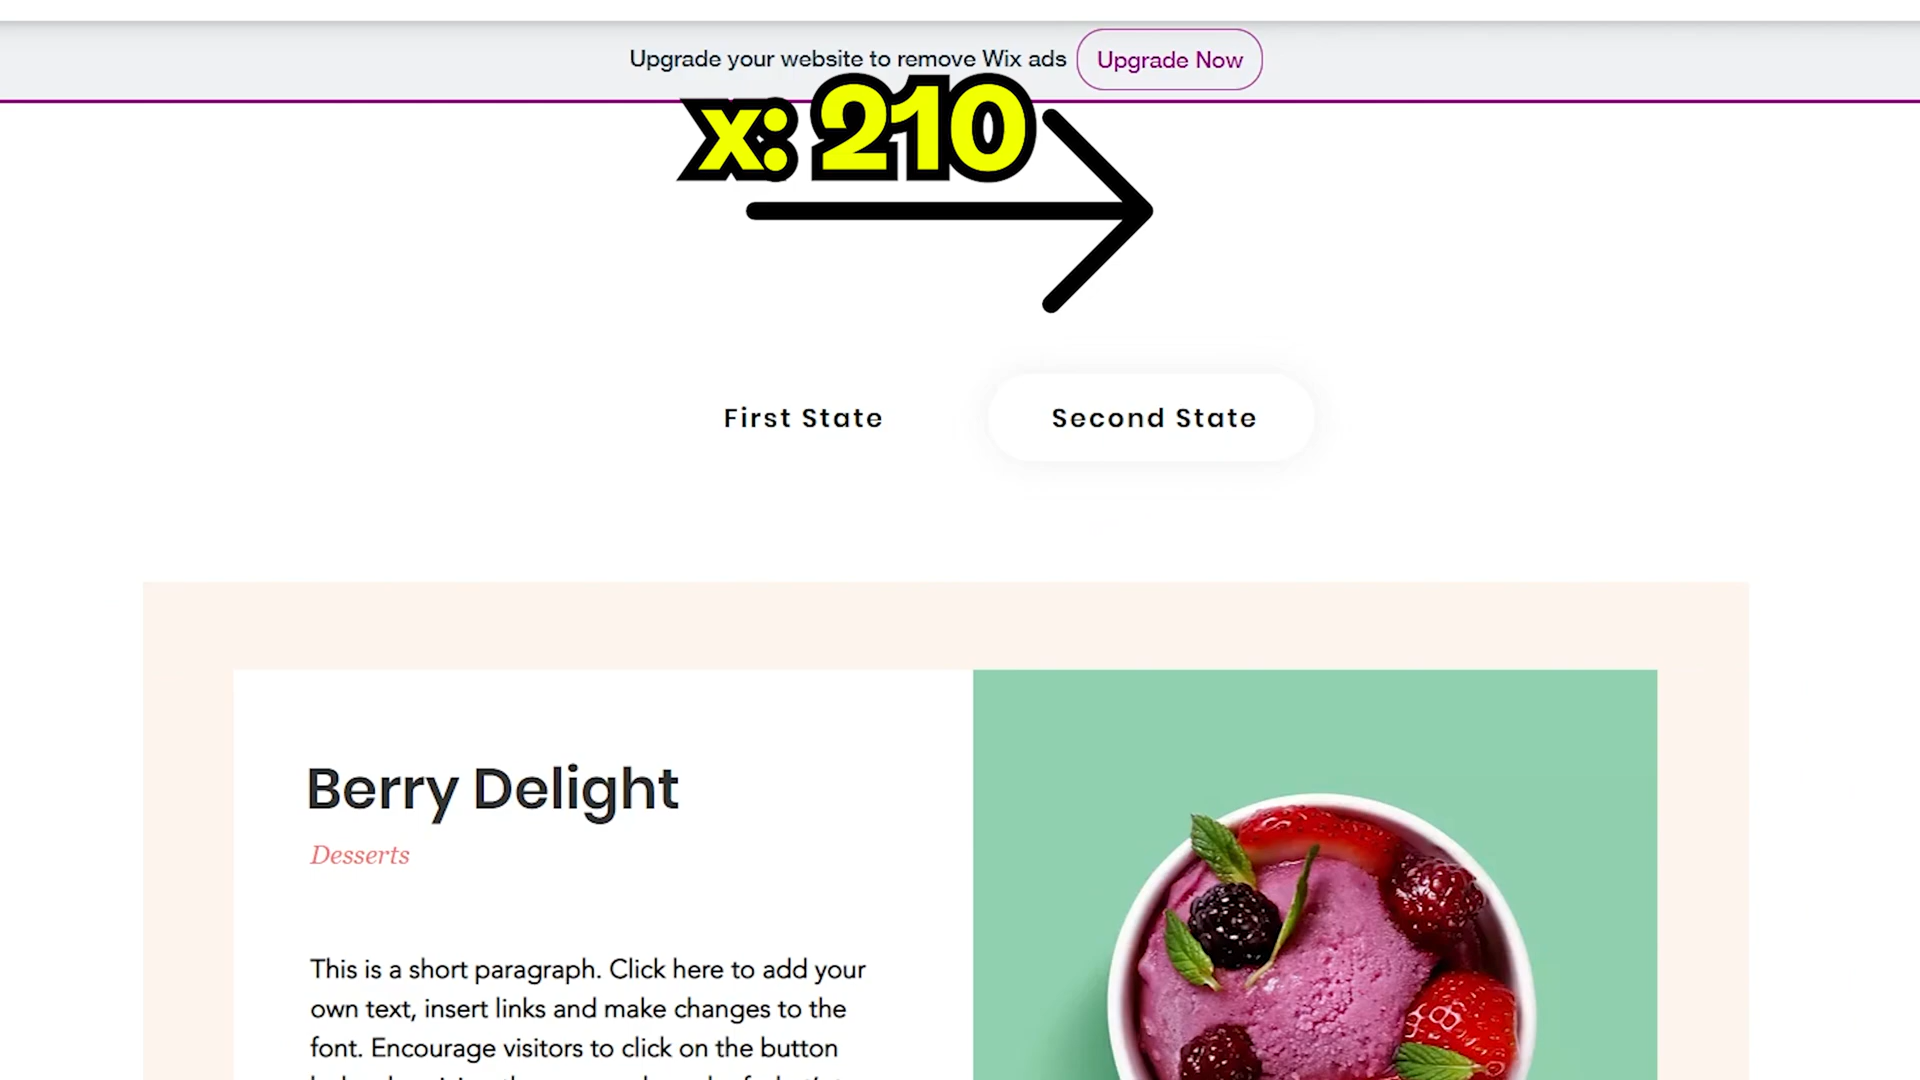 Upgrade your website to remove Wix ads Upgrade Now
x: 210
First State Second State
Berry Delight
Desserts
This is a short paragraph. Click here to add your
own text, insert links and make changes to the
font. Encourage visitors to click on the button